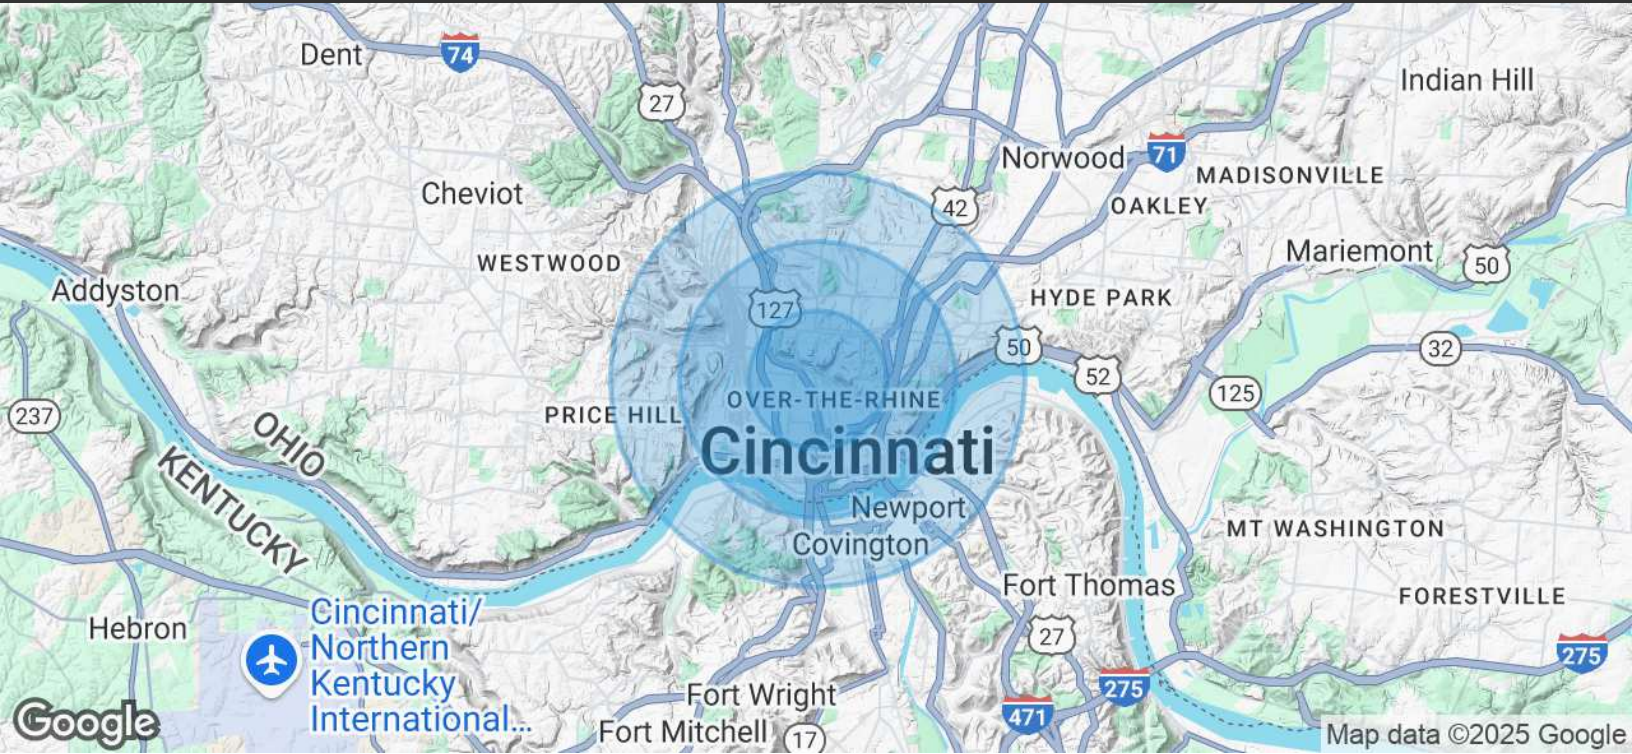 Dent
74
27
Indian Hill
Norwood
71
MADISONVILLE
Cheviot
42
OAKLEY
WESTWOOD
Mariemont
50
Addyston
HYDE PARK
127
50
32
52
125
OVER-THE-RHINE
PRICE HILL
237
OHIO
Cincinnati
KENTUCKY
Newport
MT WASHINGTON
Covington
Fort Thomas
FORESTVILLE
Cincinnati/
Northern
Kentucky
International...
Hebron
27
275
275
Fort Wright
471
Fort Mitchell
17
Google
Map data ©2025 Google